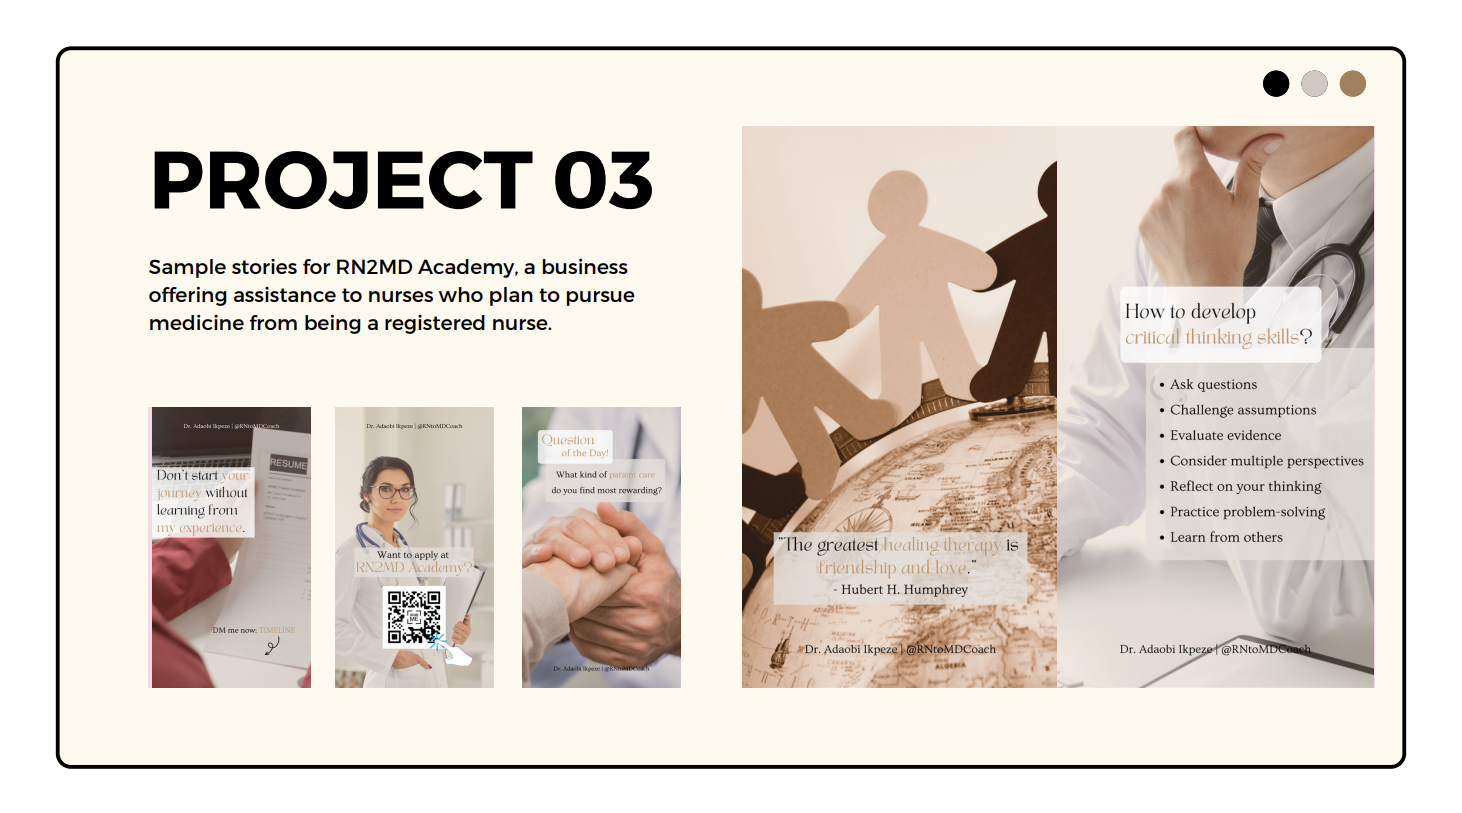 PROJECT 03
Sample stories for RN2MD Academy, a business
offering assistance to nurses who plan to pursue
medicine from being a registered nurse.
Dr. Adaobi Ikpeze | @RNtoMDCoach
RESUME
Don't start your
journey without
learning from
my experience.
DM me now: TIMELINE
Dr. Adaobi Ikpeze | @RNtoMDCoach
Want to apply at
RN2MD Academy?
Question
of the Day!
What kind of patient care
do you find most rewarding?
Dr. Adaobi Ikpeze | @RNtoMDCoach
"The greatest healing therapy is
friendship and love."
- Hubert H. Humphrey
ALGERIA
Dr. Adaobi Ikpeze | @RNtoMDCoach
How to develop
critical thinking skills?
• Ask questions
• Challenge assumptions
• Evaluate evidence
• Consider multiple perspectives
• Reflect on your thinking
• Practice problem-solving
• Learn from others
Dr. Adaobi Ikpeze | @RNtoMDCoach